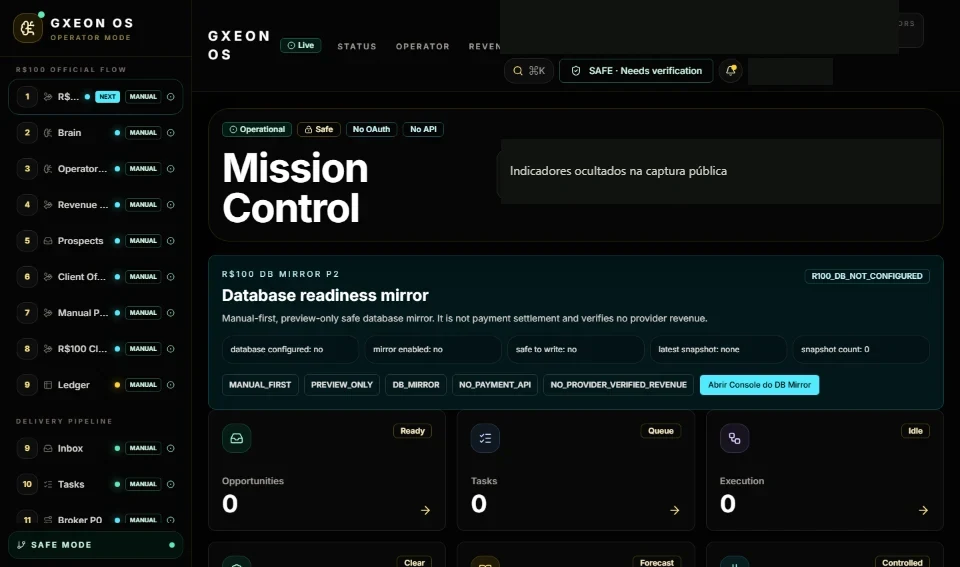 GXEON OS
OPERATOR MODE
R$100 OFFICIAL FLOW
1 R$... NEXT MANUAL
2 Brain MANUAL
3 Operator... MANUAL
4 Revenue ... MANUAL
5 Prospects MANUAL
6 Client Of... MANUAL
7 Manual P... MANUAL
8 R$100 Cl... MANUAL
9 Ledger MANUAL
DELIVERY PIPELINE
9 Inbox MANUAL
10 Tasks MANUAL
11 Broker P0 MANUAL
SAFE MODE
GXEON
OS
Live
STATUS OPERATOR REVEN
ORS
⌘K
SAFE · Needs verification
Operational Safe No OAuth No API
Mission
Control
Indicadores ocultados na captura pública
R$100 DB MIRROR P2
R100_DB_NOT_CONFIGURED
Database readiness mirror
Manual-first, preview-only safe database mirror. It is not payment settlement and verifies no provider revenue.
database configured: no
mirror enabled: no
safe to write: no
latest snapshot: none
snapshot count: 0
MANUAL_FIRST PREVIEW_ONLY DB_MIRROR NO_PAYMENT_API NO_PROVIDER_VERIFIED_REVENUE Abrir Console do DB Mirror
Ready
Opportunities
0
Queue
Tasks
0
Idle
Execution
0
Clear
Forecast
Controlled